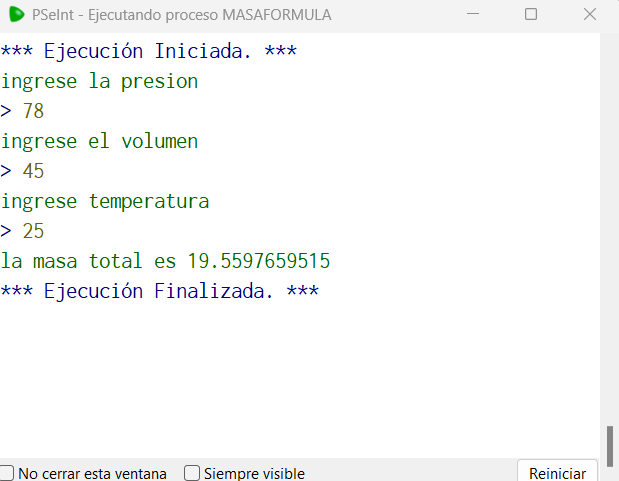 PSeInt - Ejecutando proceso MASAFORMULA
*** Ejecución Iniciada. ***
ingrese la presion
> 78
ingrese el volumen
> 45
ingrese temperatura
> 25
la masa total es 19.5597659515
*** Ejecución Finalizada. ***
No cerrar esta ventana Siempre visible Reiniciar